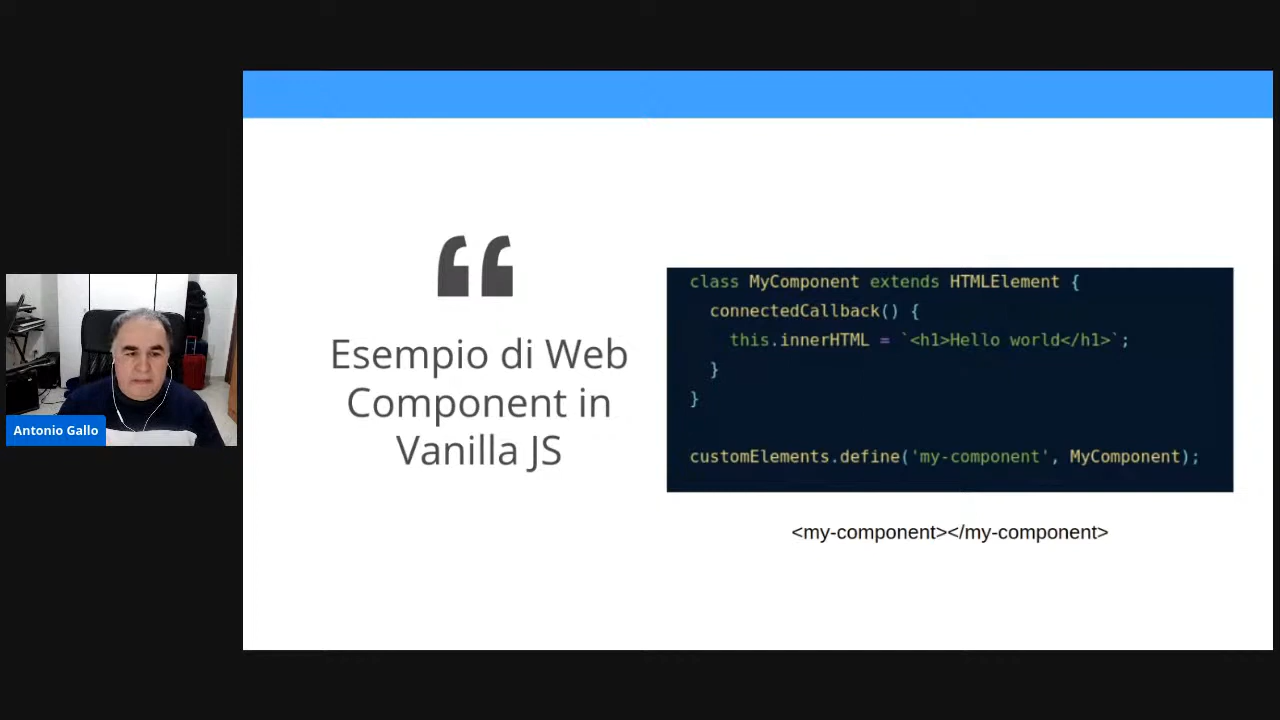 Antonio Gallo
“
Esempio di Web
Component in
Vanilla JS
class MyComponent extends HTMLElement {
  connectedCallback() {
    this.innerHTML = `<h1>Hello world</h1>`;
  }
}
customElements.define('my-component', MyComponent);
<my-component></my-component>